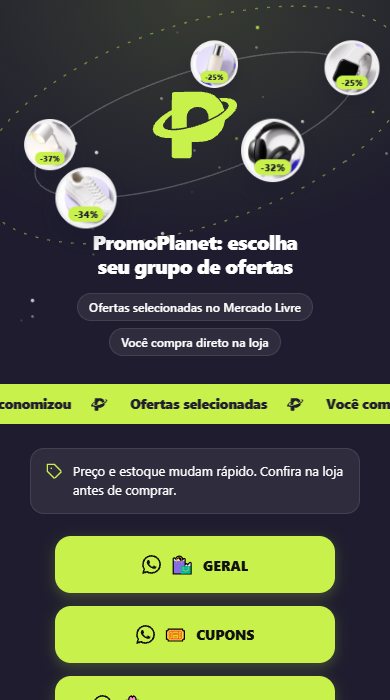 -25%
-25%
-37%
-32%
-34%
PromoPlanet: escolha
seu grupo de ofertas
Ofertas selecionadas no Mercado Livre
Você compra direto na loja
conomizou Ofertas selecionadas Você com
Preço e estoque mudam rápido. Confira na loja
antes de comprar.
GERAL
CUPONS